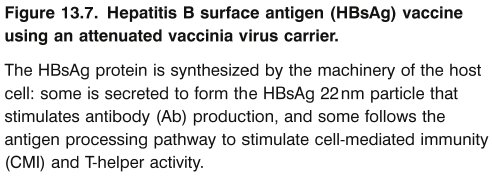 Figure 13.7. Hepatitis B surface antigen (HBsAg) vaccine
using an attenuated vaccinia virus carrier.
The HBsAg protein is synthesized by the machinery of the host
cell: some is secreted to form the HBsAg 22 nm particle that
stimulates antibody (Ab) production, and some follows the
antigen processing pathway to stimulate cell-mediated immunity
(CMI) and T-helper activity.